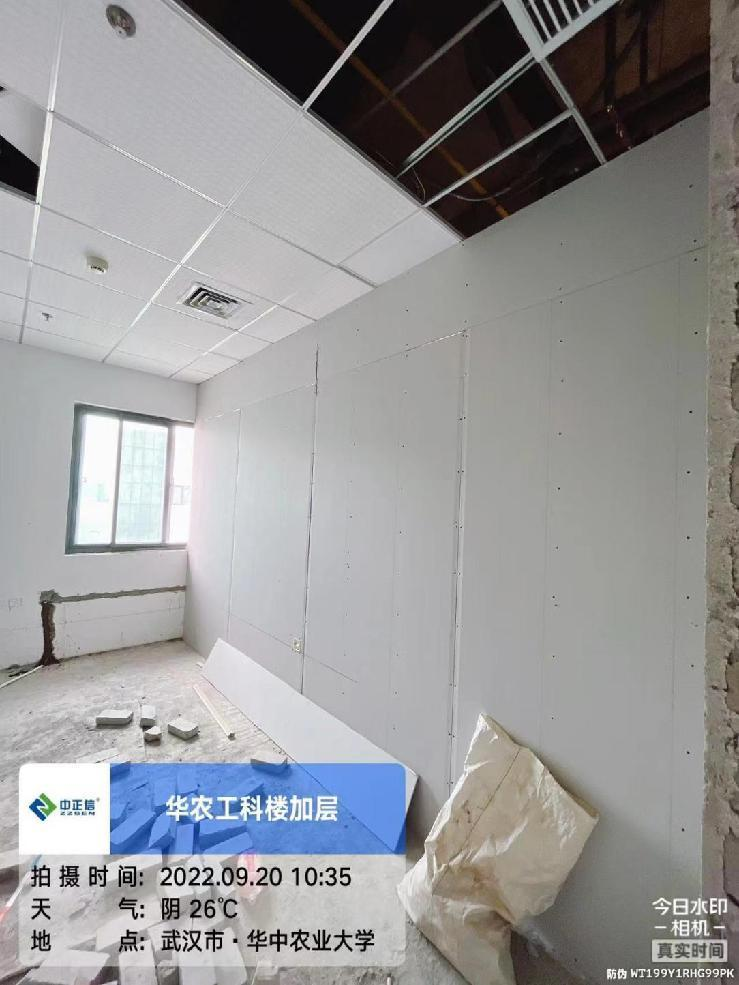 中正信®
华农工科楼加层
拍摄时间: 2022.09.20 10:35
天气: 阴 26℃
地点: 武汉市·华中农业大学
今日水印
-相机-
真实时间
防伪 WT199Y1RHG99PK